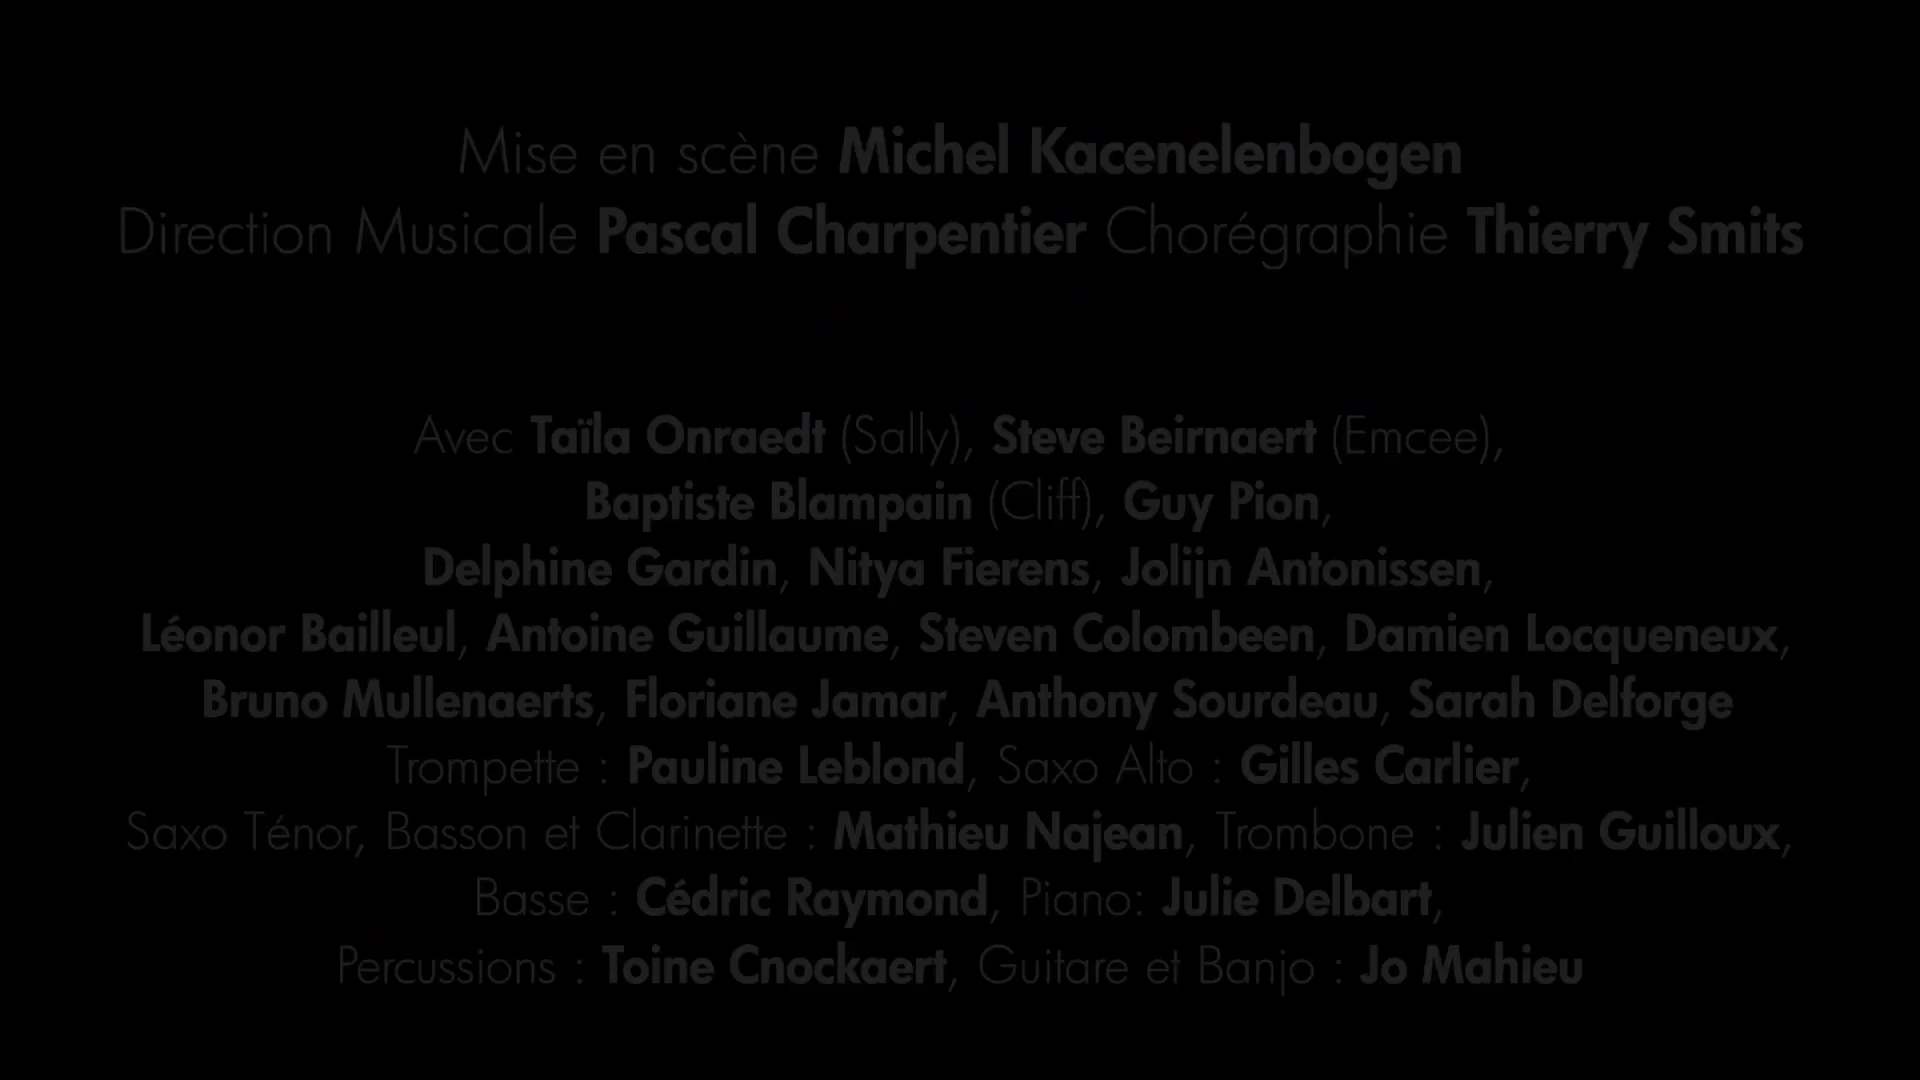 Mise en scène Michel Kacenelenbogen
Direction Musicale Pascal Charpentier Chorégraphie Thierry Smits
Avec Taïla Onraedt (Sally), Steve Beirnaert (Emcee),
Baptiste Blampain (Cliff), Guy Pion,
Delphine Gardin, Nitya Fierens, Jolijn Antonissen,
Léonor Bailleul, Antoine Guillaume, Steven Colombeen, Damien Locqueneux,
Bruno Mullenaerts, Floriane Jamar, Anthony Sourdeau, Sarah Delforge
Trompette : Pauline Leblond, Saxo Alto : Gilles Carlier,
Saxo Ténor, Basson et Clarinette : Mathieu Najean, Trombone : Julien Guilloux,
Basse : Cédric Raymond, Piano: Julie Delbart,
Percussions : Toine Cnockaert, Guitare et Banjo : Jo Mahieu